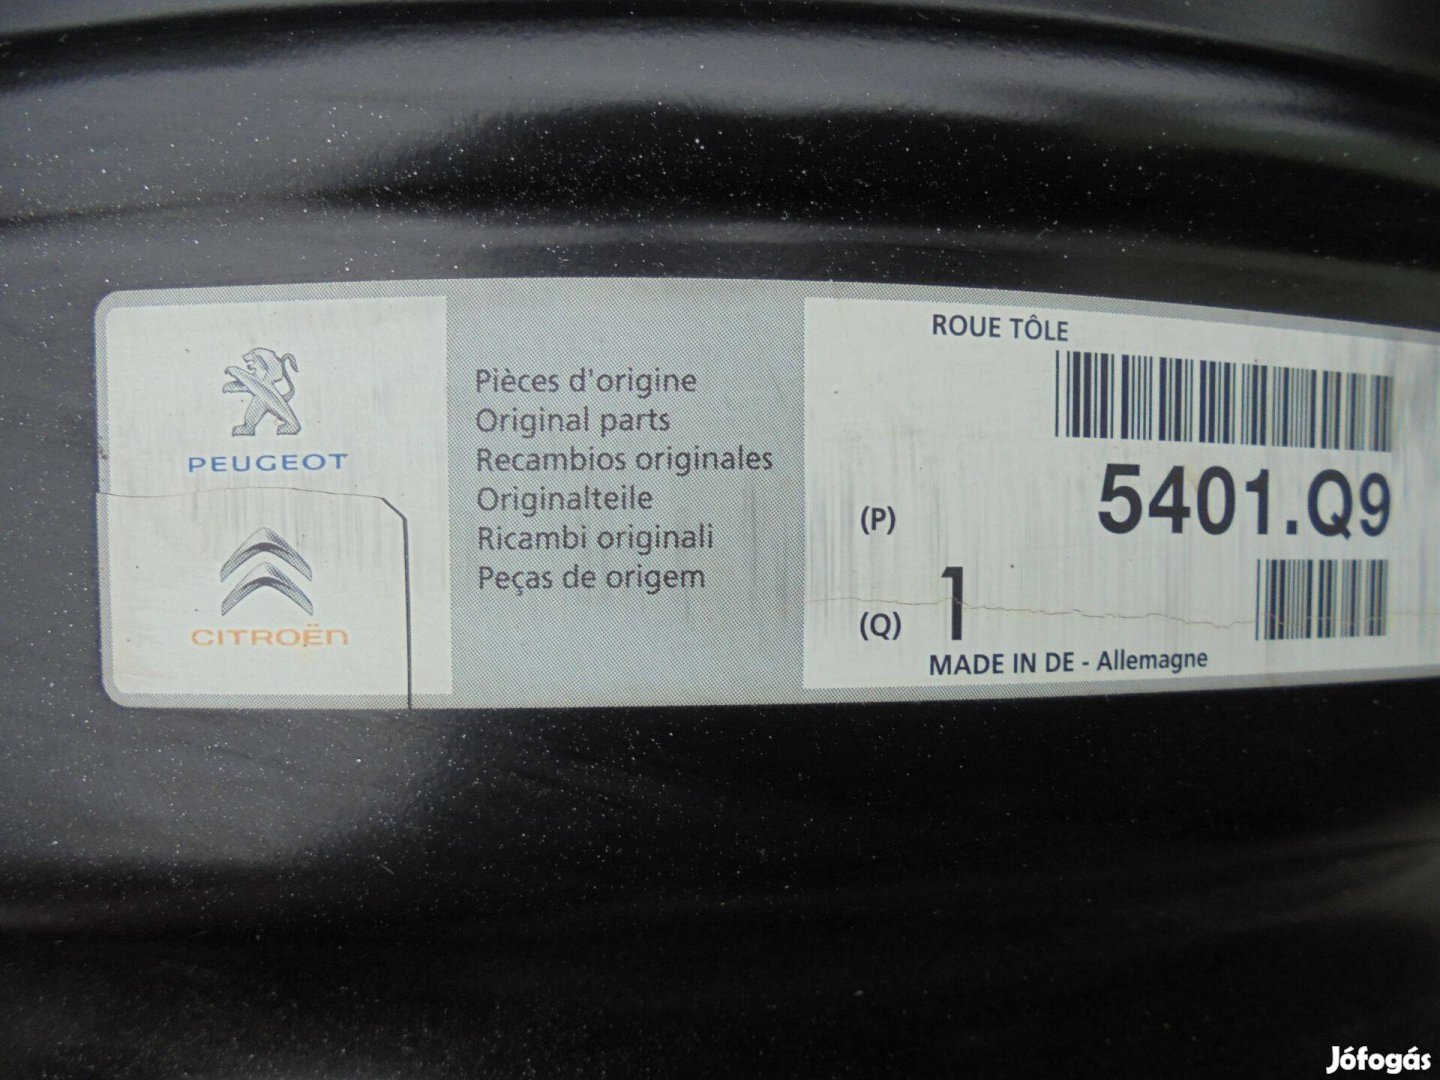 PEUGEOT
CITROËN
Pièces d'origine
Original parts
Recambios originales
Originalteile
Ricambi originali
Peças de origem
ROUE TÔLE
(P) 5401.Q9
(Q) 1
MADE IN DE - Allemagne
Jófogás